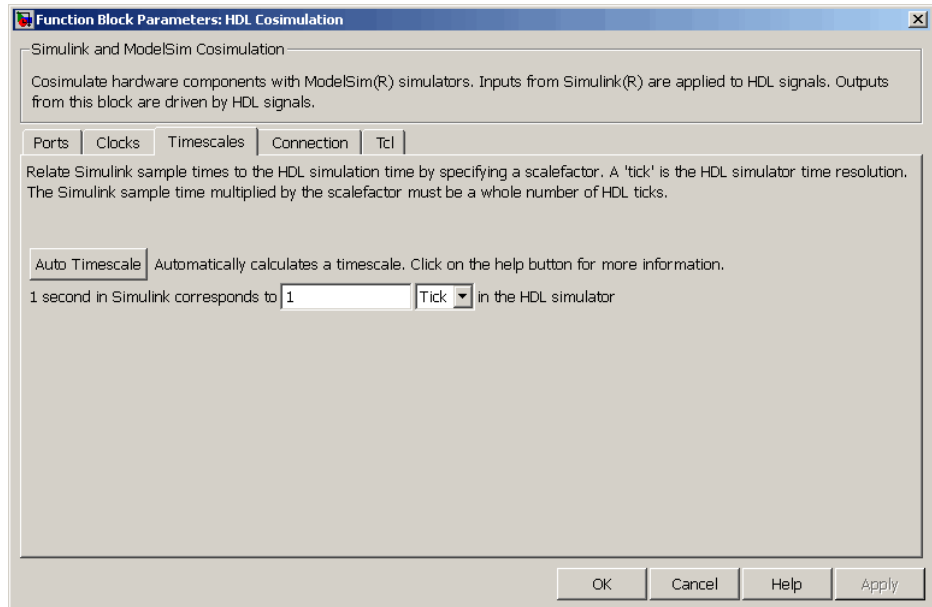 Function Block Parameters: HDL Cosimulation
Simulink and ModelSim Cosimulation
Cosimulate hardware components with ModelSim(R) simulators. Inputs from Simulink(R) are applied to HDL signals. Outputs
from this block are driven by HDL signals.
Ports Clocks Timescales Connection Tcl
Relate Simulink sample times to the HDL simulation time by specifying a scalefactor. A 'tick' is the HDL simulator time resolution.
The Simulink sample time multiplied by the scalefactor must be a whole number of HDL ticks.
Auto Timescale Automatically calculates a timescale. Click on the help button for more information.
1 second in Simulink corresponds to 1 Tick in the HDL simulator
OK Cancel Help Apply